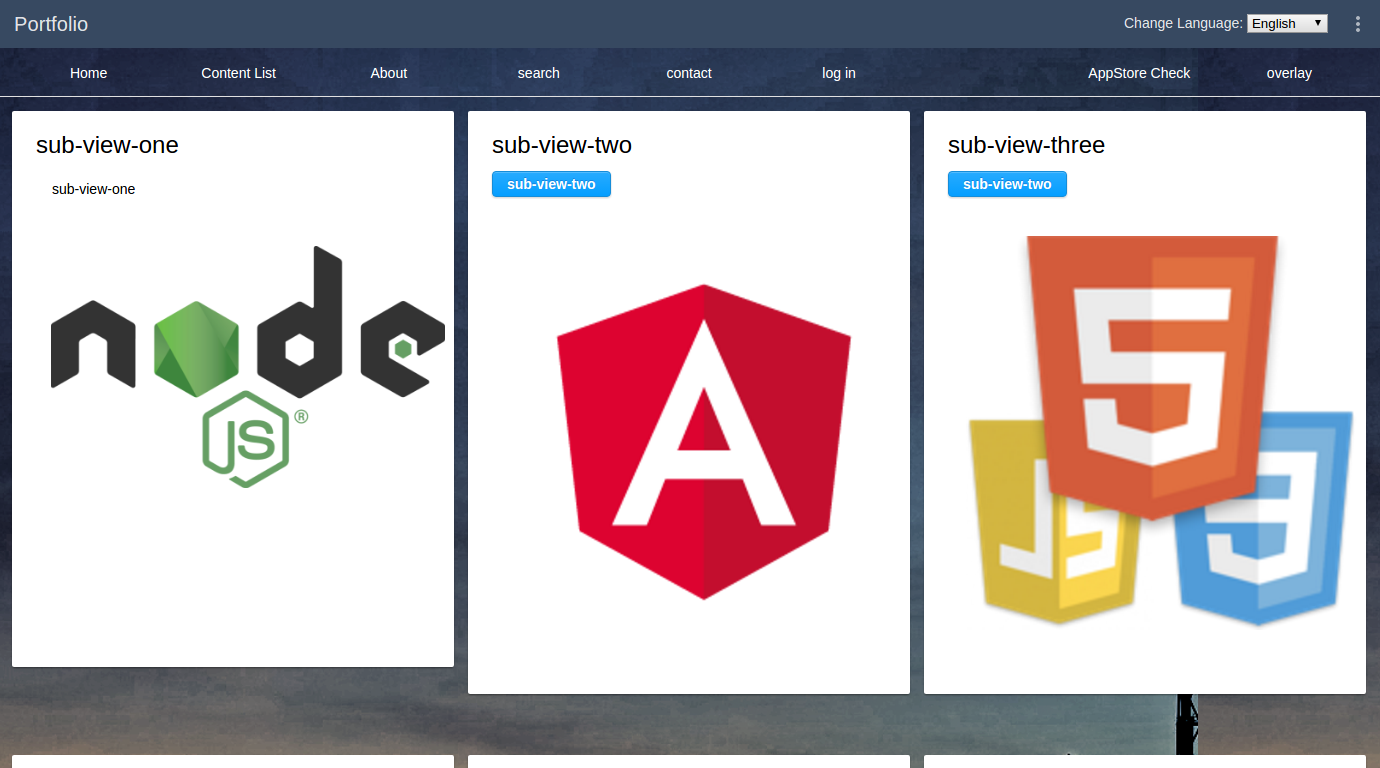 Portfolio
Change Language: English
Home Content List About search contact log in AppStore Check overlay
sub-view-one sub-view-two sub-view-three
sub-view-one sub-view-two sub-view-two
node
JS ®
A
5
JS 3